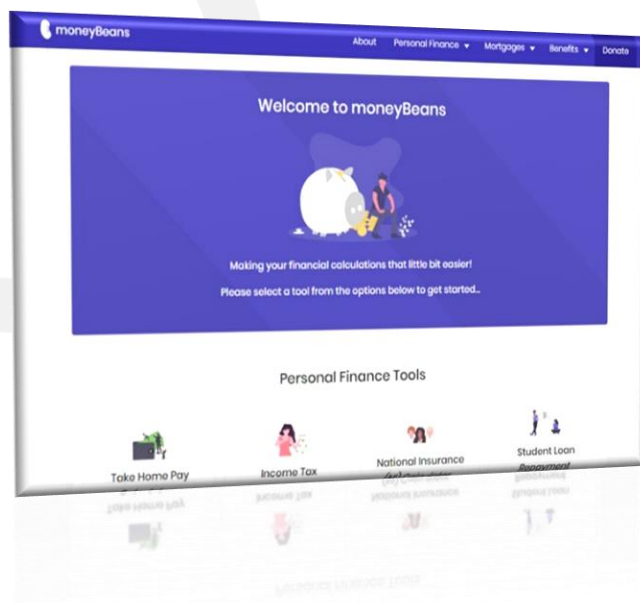 moneyBeans
About Personal Finance Mortgages Benefits Donate
Welcome to moneyBeans
Making your financial calculations that little bit easier!
Please select a tool from the options below to get started...
Personal Finance Tools
Take Home Pay
Income Tax
National Insurance
Student Loan
Repayment